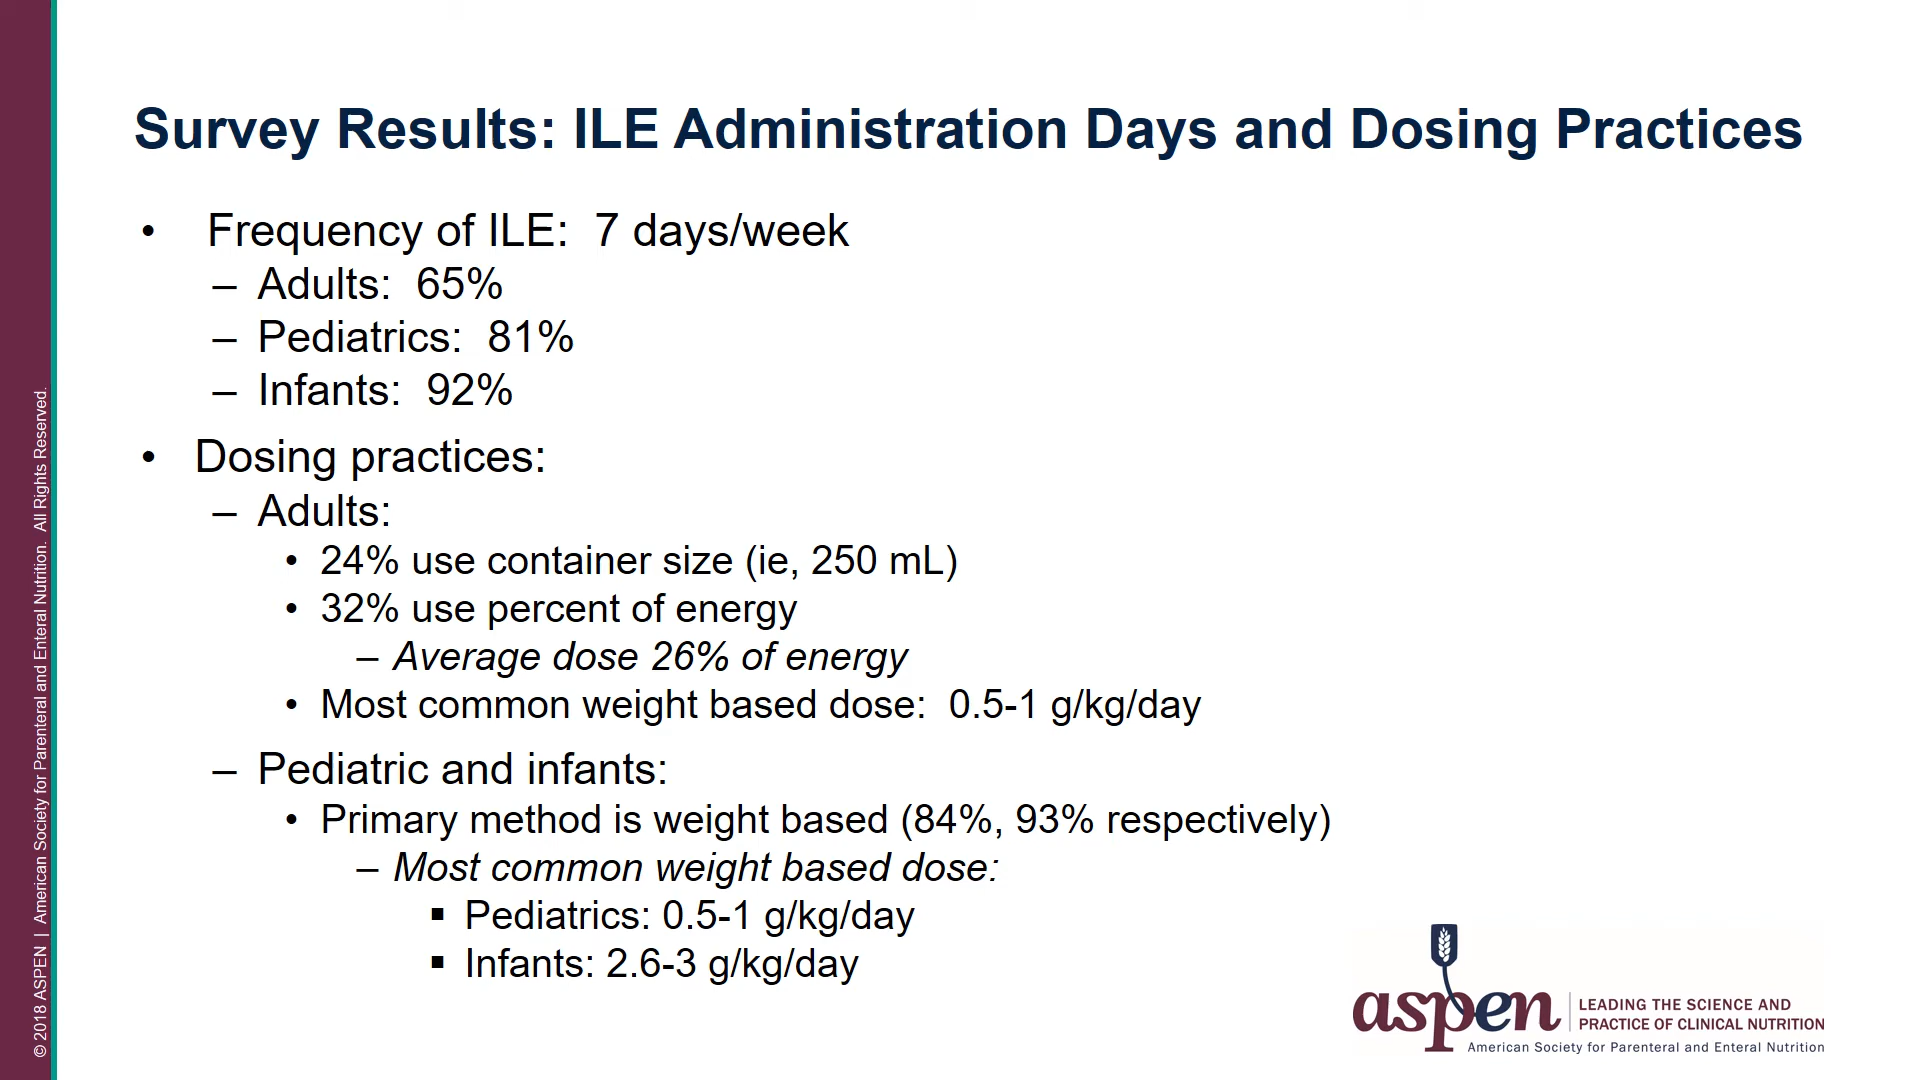 Survey Results: ILE Administration Days and Dosing Practices
• Frequency of ILE: 7 days/week
– Adults: 65%
– Pediatrics: 81%
– Infants: 92%
• Dosing practices:
– Adults:
• 24% use container size (ie, 250 mL)
• 32% use percent of energy
– Average dose 26% of energy
• Most common weight based dose: 0.5-1 g/kg/day
– Pediatric and infants:
• Primary method is weight based (84%, 93% respectively)
– Most common weight based dose:
▪ Pediatrics: 0.5-1 g/kg/day
▪ Infants: 2.6-3 g/kg/day
© 2018 ASPEN | American Society for Parenteral and Enteral Nutrition. All Rights Reserved.
aspen
LEADING THE SCIENCE AND
PRACTICE OF CLINICAL NUTRITION
American Society for Parenteral and Enteral Nutrition